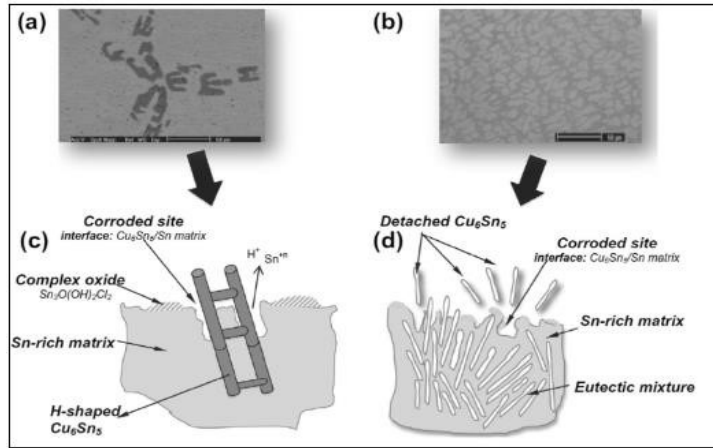 (a)
(b)
50 µm
Corroded site
interface: Cu6Sn5/Sn matrix
(c)
H+
Sn+n
Complex oxide
Sn3O(OH)2Cl2
Sn-rich matrix
H-shaped
Cu6Sn5
Detached Cu6Sn5
(d)
Corroded site
interface: Cu6Sn5/Sn matrix
Sn-rich matrix
Eutectic mixture